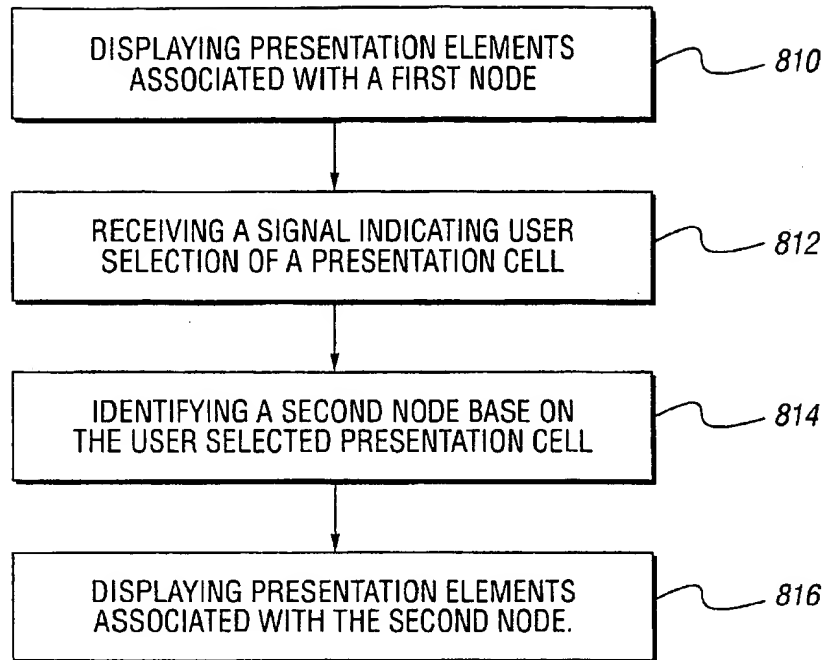 DISPLAYING PRESENTATION ELEMENTS
ASSOCIATED WITH A FIRST NODE
810
RECEIVING A SIGNAL INDICATING USER
SELECTION OF A PRESENTATION CELL
812
IDENTIFYING A SECOND NODE BASE ON
THE USER SELECTED PRESENTATION CELL
814
DISPLAYING PRESENTATION ELEMENTS
ASSOCIATED WITH THE SECOND NODE.
816